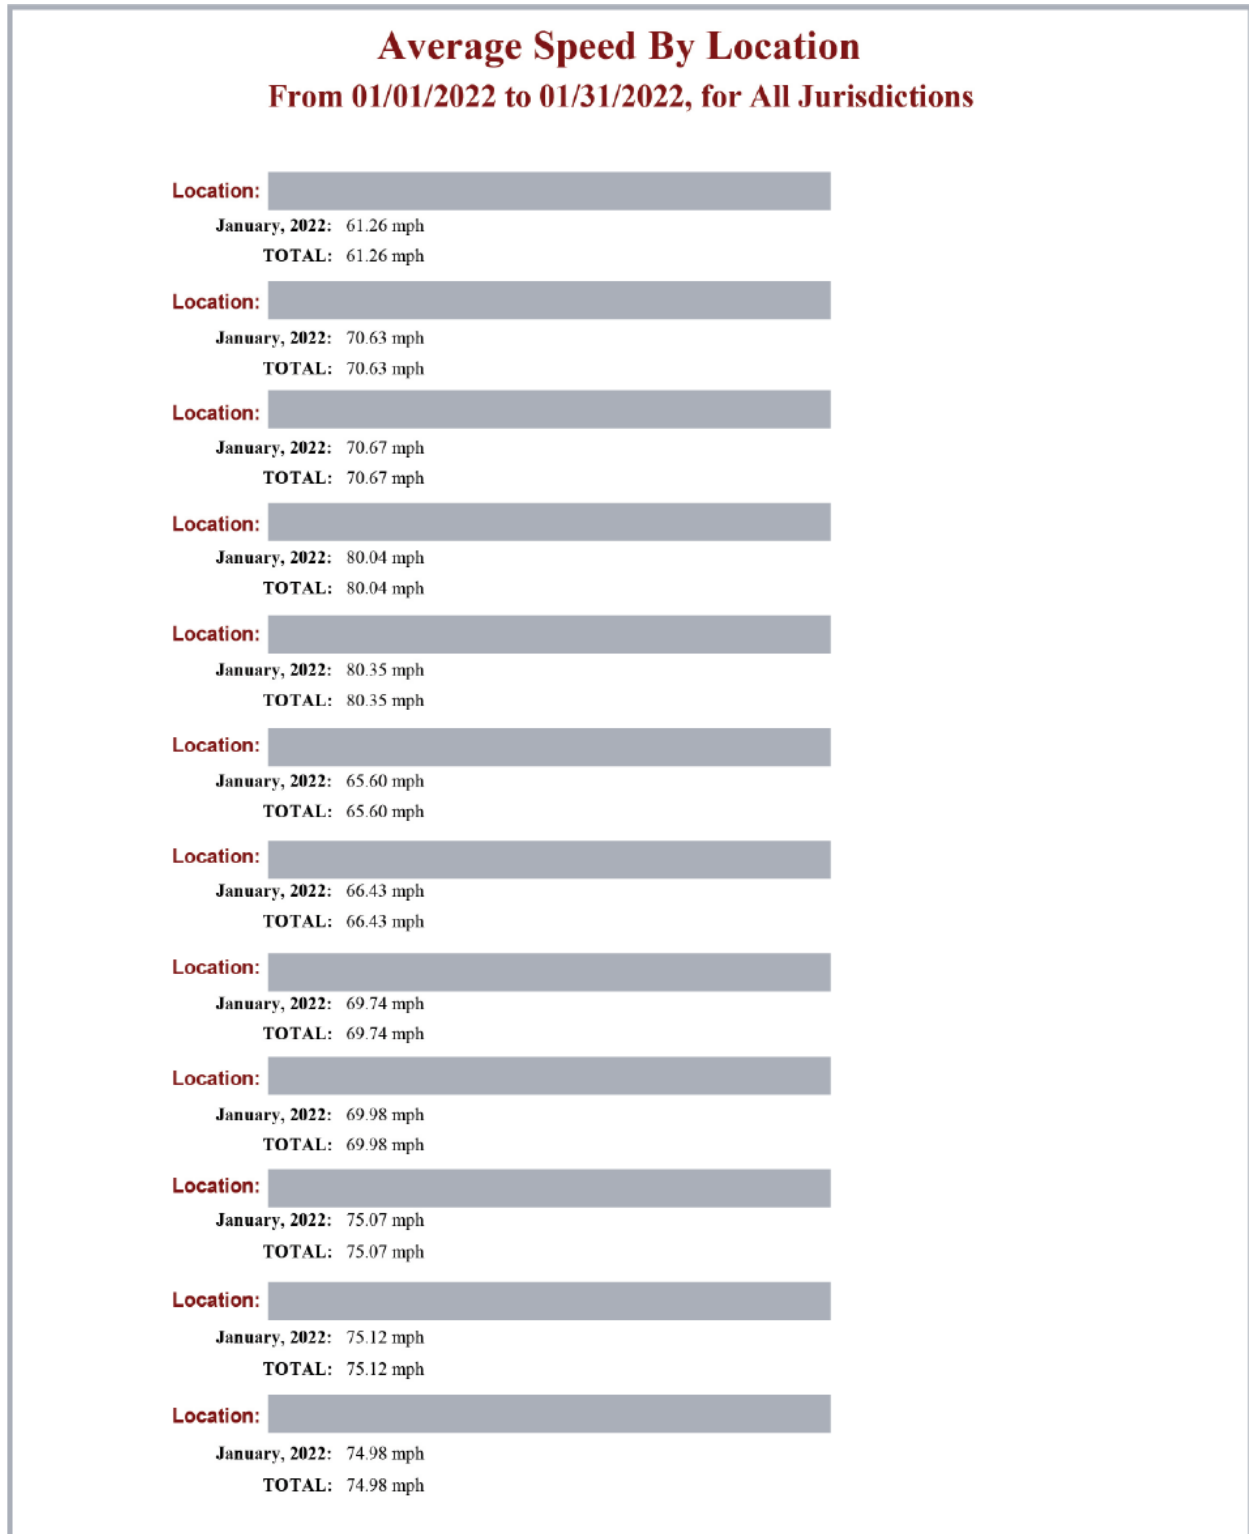 Average Speed By Location
From 01/01/2022 to 01/31/2022, for All Jurisdictions
Location:
January, 2022: 61.26 mph
TOTAL: 61.26 mph
Location:
January, 2022: 70.63 mph
TOTAL: 70.63 mph
Location:
January, 2022: 70.67 mph
TOTAL: 70.67 mph
Location:
January, 2022: 80.04 mph
TOTAL: 80.04 mph
Location:
January, 2022: 80.35 mph
TOTAL: 80.35 mph
Location:
January, 2022: 65.60 mph
TOTAL: 65.60 mph
Location:
January, 2022: 66.43 mph
TOTAL: 66.43 mph
Location:
January, 2022: 69.74 mph
TOTAL: 69.74 mph
Location:
January, 2022: 69.98 mph
TOTAL: 69.98 mph
Location:
January, 2022: 75.07 mph
TOTAL: 75.07 mph
Location:
January, 2022: 75.12 mph
TOTAL: 75.12 mph
Location:
January, 2022: 74.98 mph
TOTAL: 74.98 mph